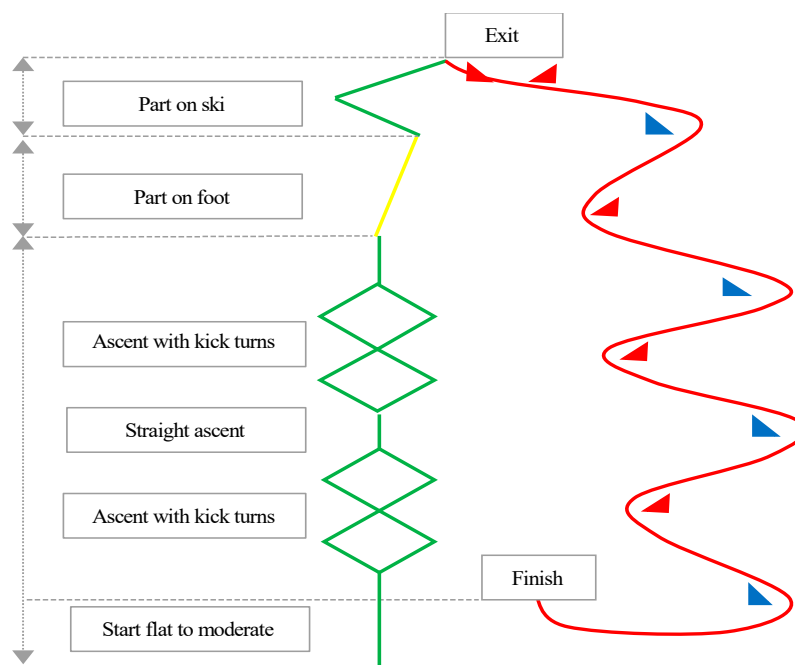 Exit
Part on ski
Part on foot
Ascent with kick turns
Straight ascent
Ascent with kick turns
Finish
Start flat to moderate